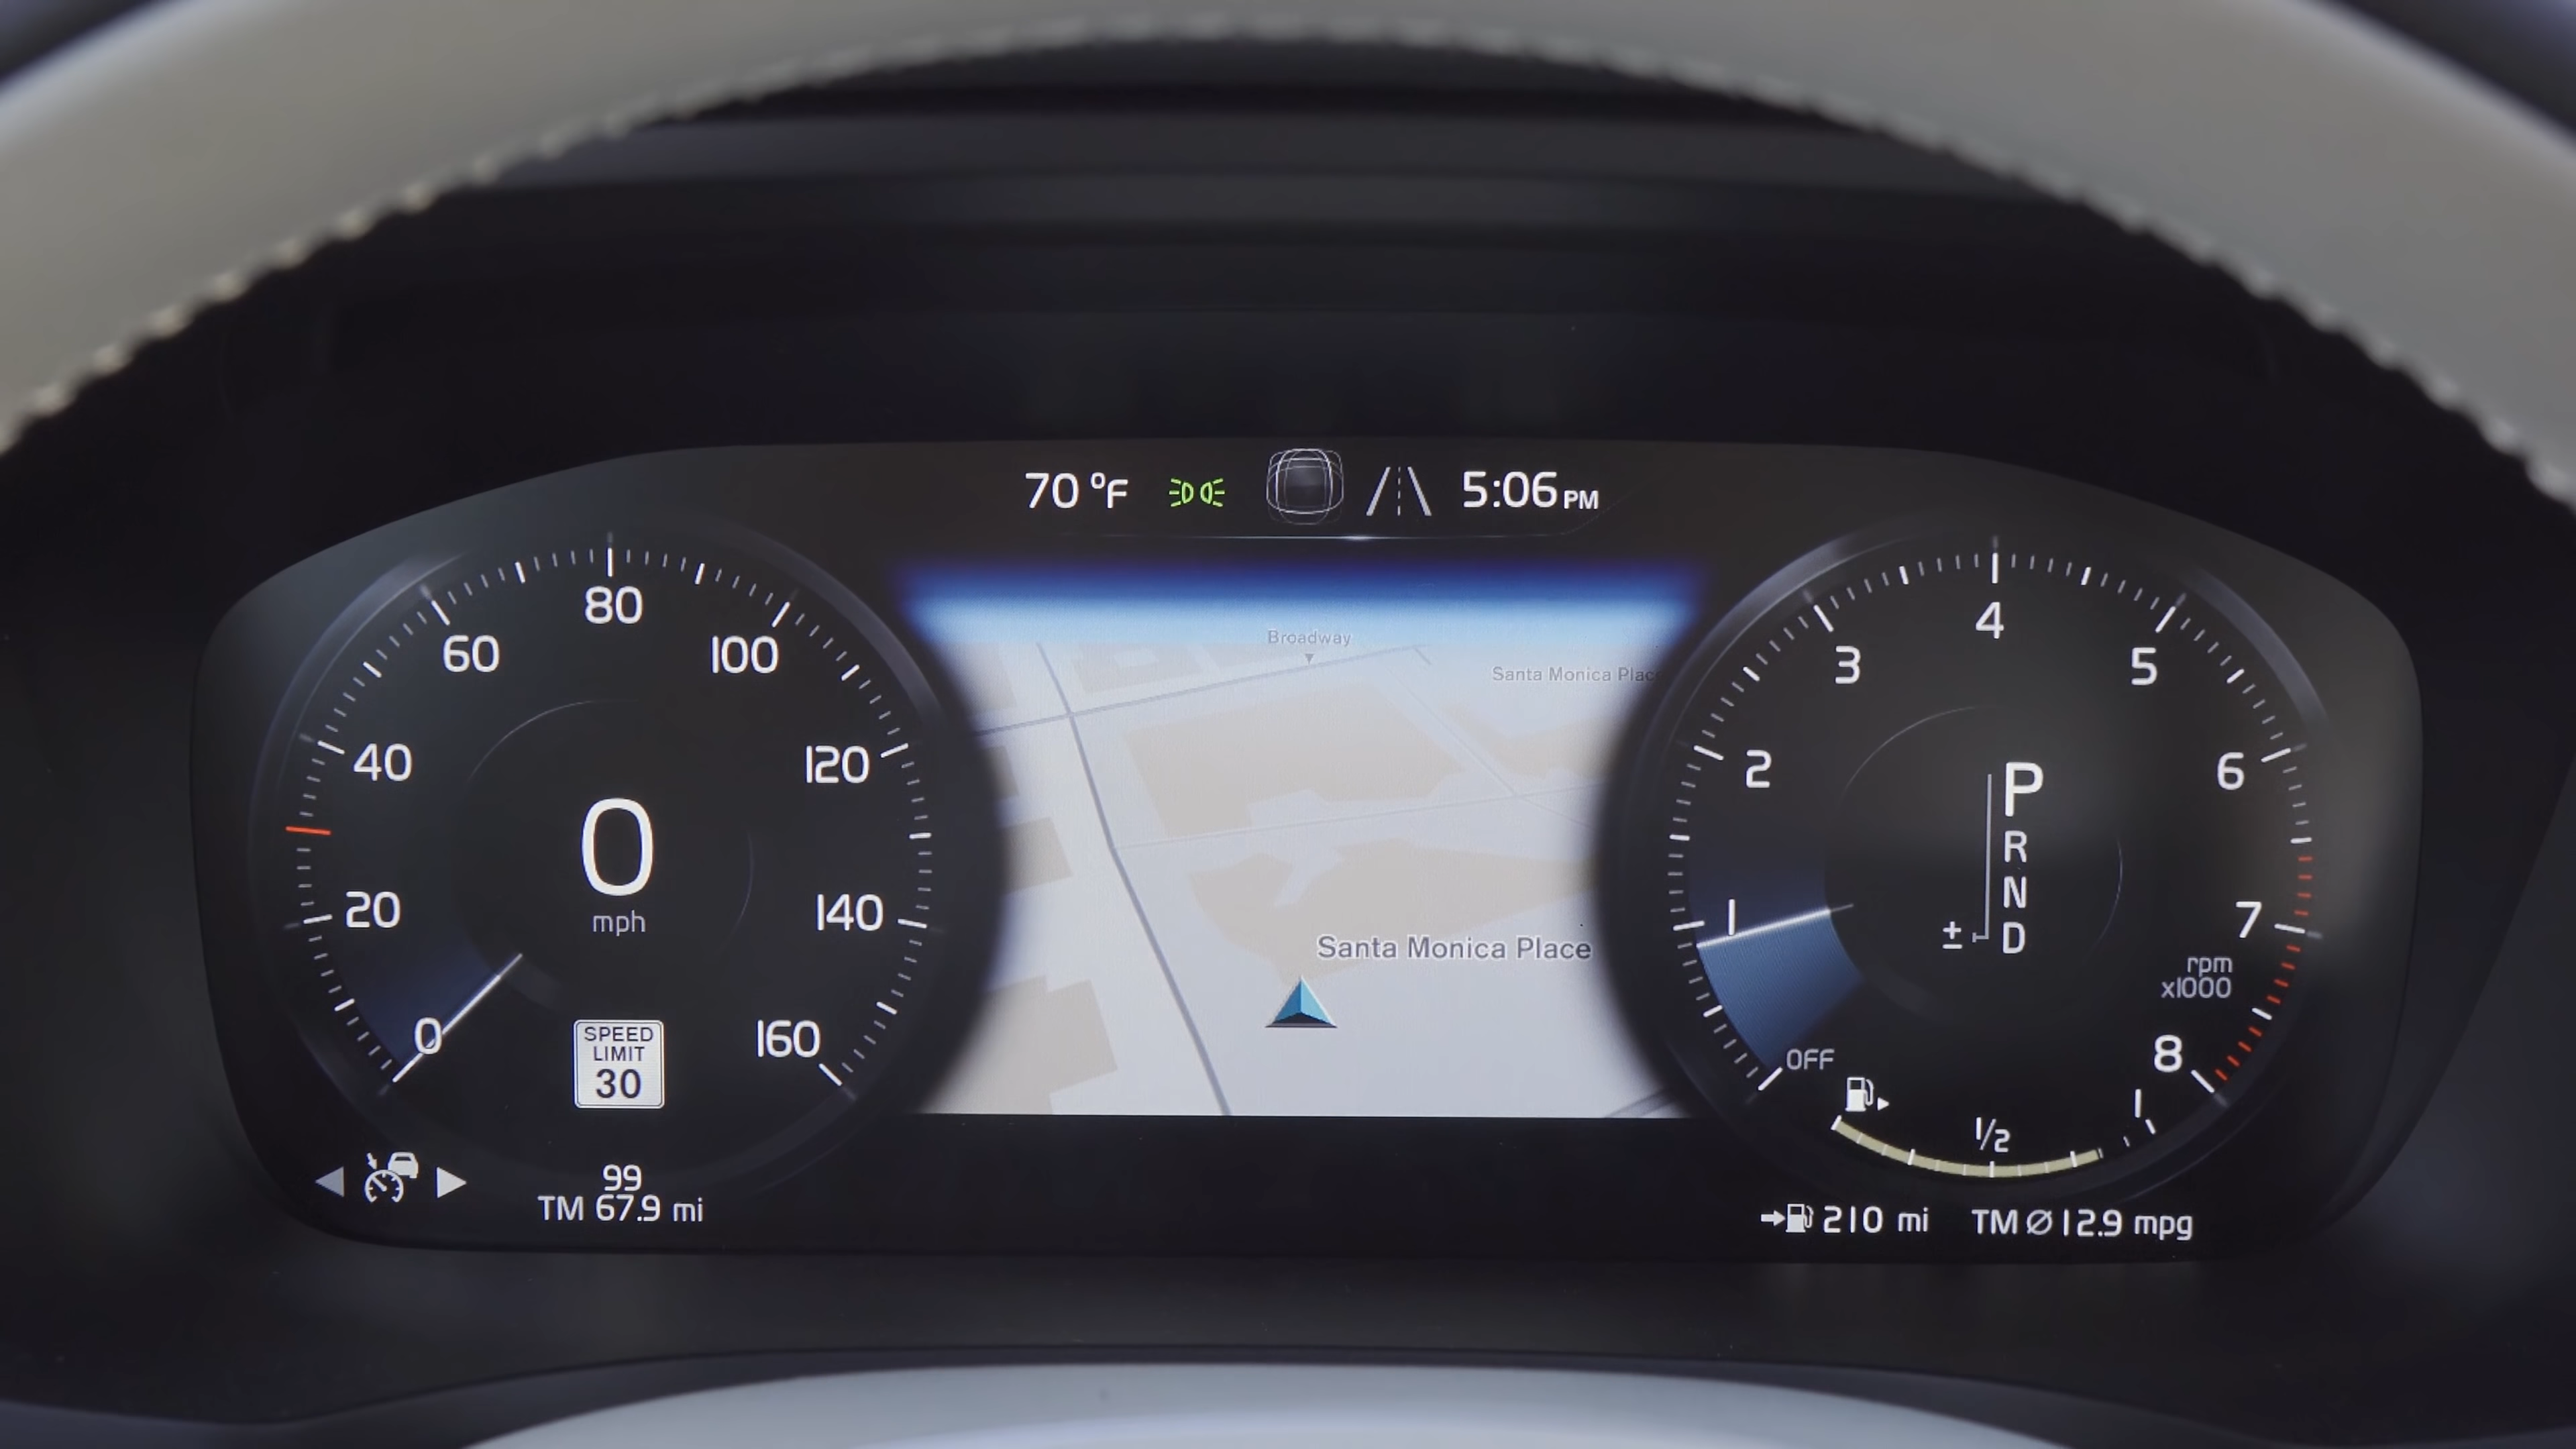 70 °F
5:06 PM
80
60
100
40
120
0
mph
20
140
0
160
SPEED
LIMIT
30
99
TM 67.9 mi
Broadway
Santa Monica Plac
Santa Monica Place
4
3
5
2
6
P
R
N
± D
1
7
rpm
x1000
OFF
8
1
1/2
210 mi
TM ∅ 12.9 mpg